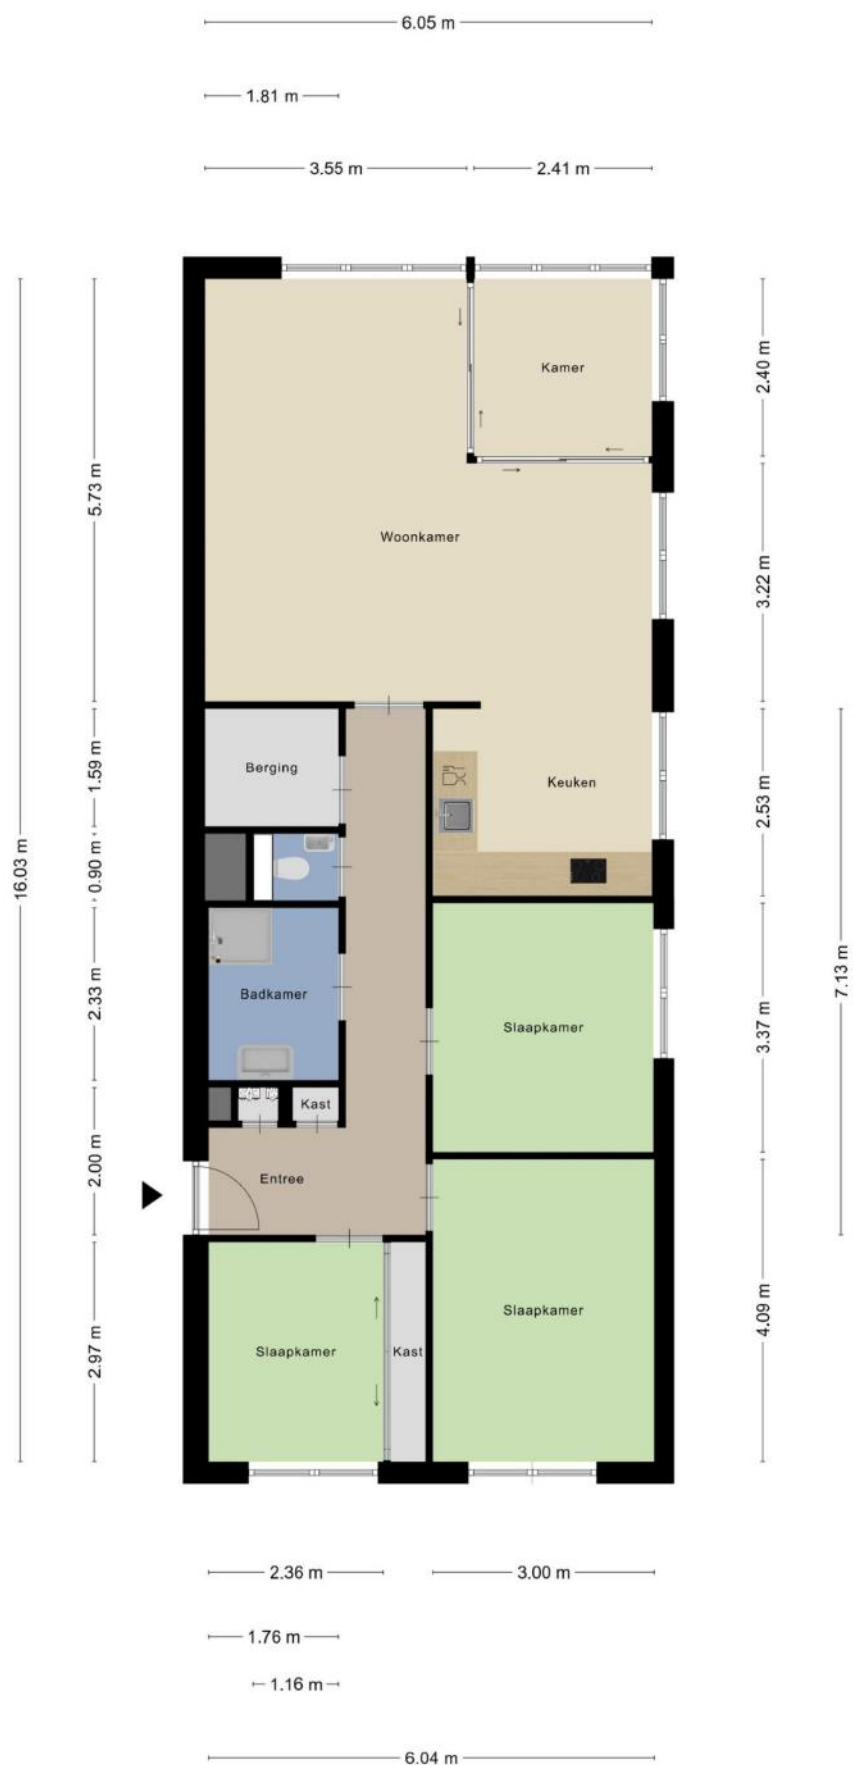 6.05 m
1.81 m
3.55 m
2.41 m
Kamer
2.40 m
5.73 m
Woonkamer
3.22 m
Berging
1.59 m
Keuken
2.53 m
16.03 m
0.90 m
7.13 m
Badkamer
2.33 m
Slaapkamer
3.37 m
Kast
Entree
2.00 m
Slaapkamer
4.09 m
Slaapkamer
Kast
2.97 m
2.36 m
3.00 m
1.76 m
1.16 m
6.04 m